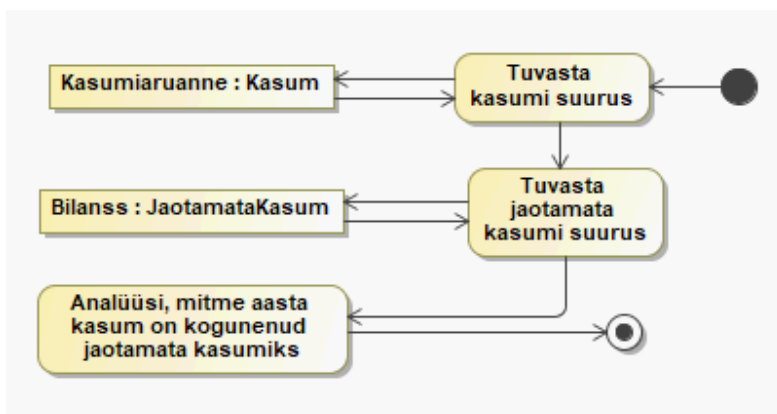 Kasumiaruanne : Kasum
Tuvasta
kasumi suurus
Bilanss : JaotamataKasum
Tuvasta
jaotamata
kasumi suurus
Analüüsi, mitme aasta
kasum on kogunenud
jaotamata kasumiks